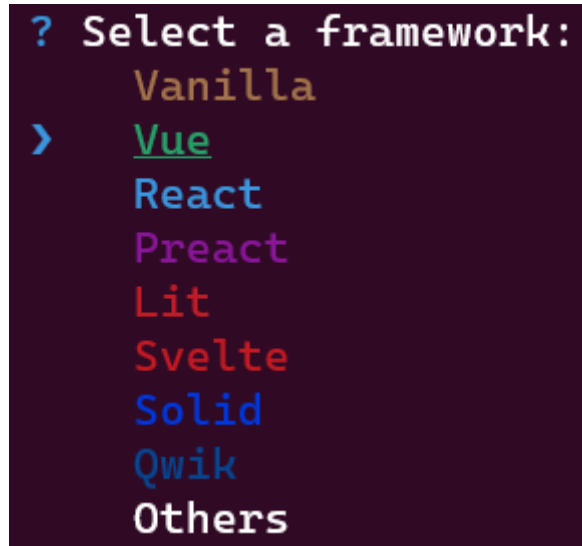 ? Select a framework:
Vanilla
❯ Vue
React
Preact
Lit
Svelte
Solid
Qwik
Others